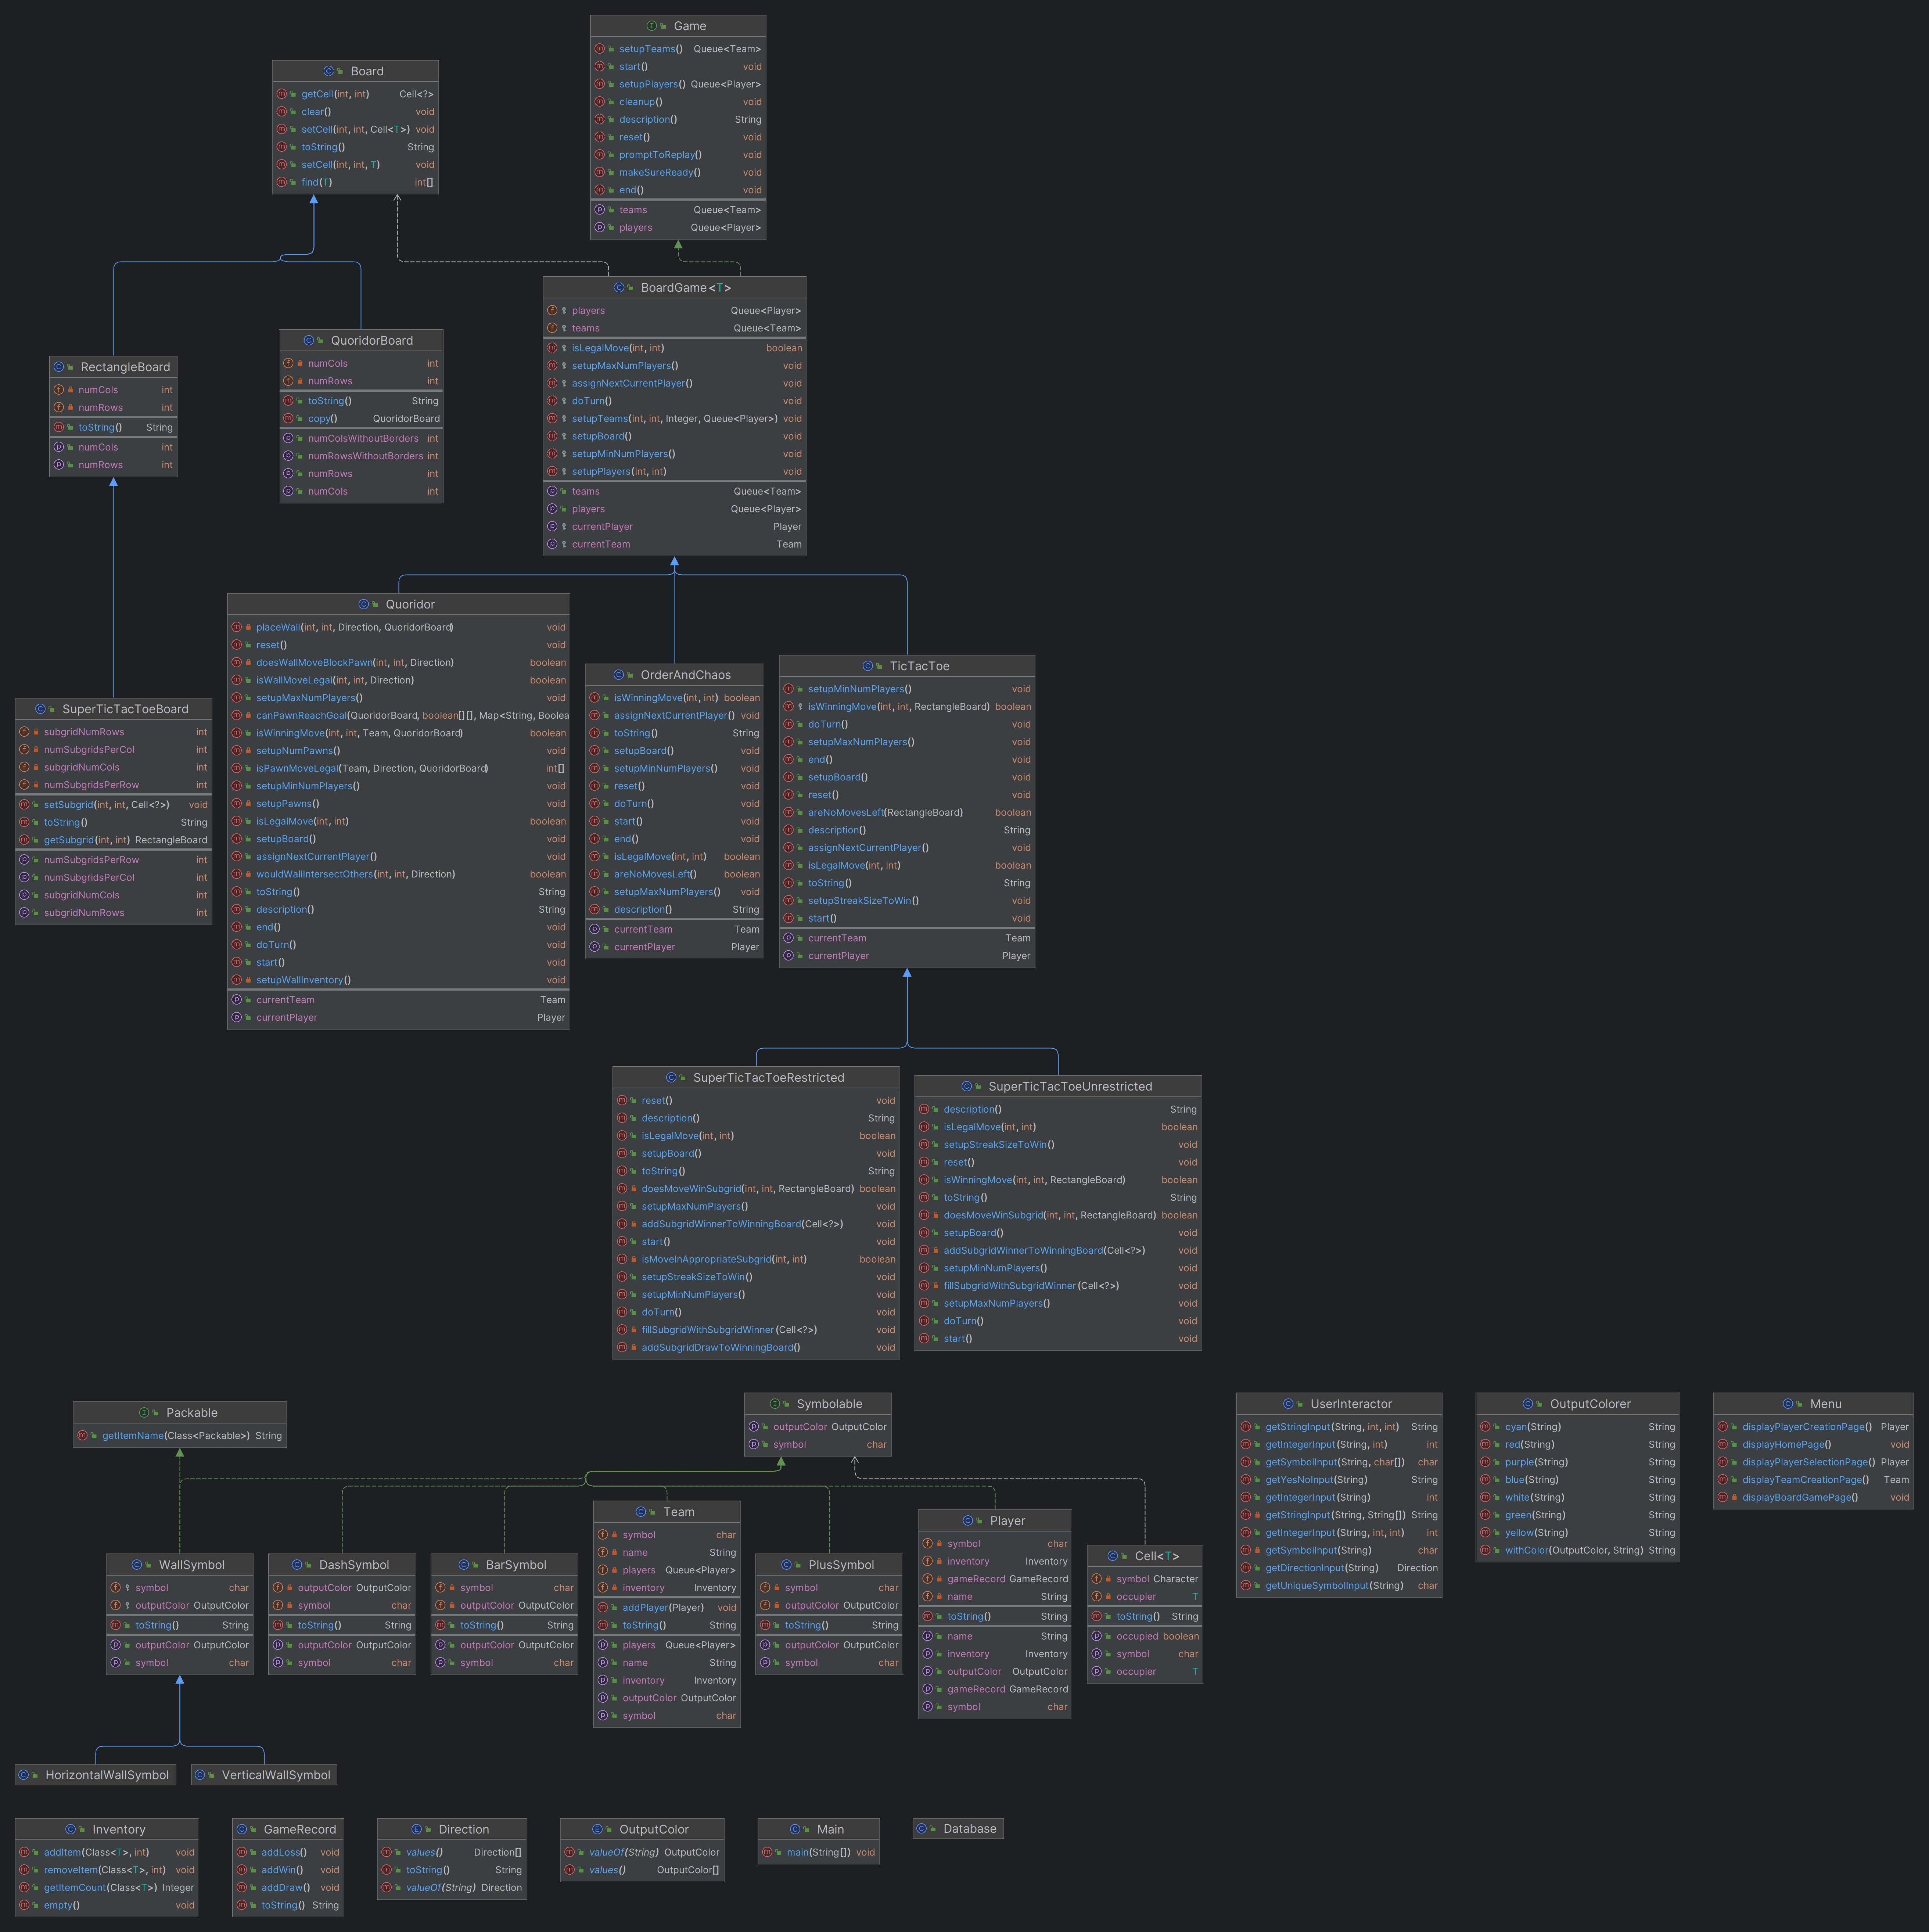 Game
setupTeams() Queue<Team>
start() void
setupPlayers() Queue<Player>
cleanup() void
description() String
reset() void
promptToReplay() void
makeSureReady() void
end() void
teams Queue<Team>
players Queue<Player>
Board
getCell(int, int) Cell<?>
clear() void
setCell(int, int, Cell<T>) void
toString() String
setCell(int, int, T) void
find(T) int[]
BoardGame<T>
players Queue<Player>
teams Queue<Team>
isLegalMove(int, int) boolean
setupMaxNumPlayers() void
assignNextCurrentPlayer() void
doTurn() void
setupTeams(int, int, Integer, Queue<Player>) void
setupBoard() void
setupMinNumPlayers() void
setupPlayers(int, int) void
teams Queue<Team>
players Queue<Player>
currentPlayer Player
currentTeam Team
QuoridorBoard
numCols int
numRows int
toString() String
copy() QuoridorBoard
numColsWithoutBorders int
numRowsWithoutBorders int
numRows int
numCols int
RectangleBoard
numCols int
numRows int
toString() String
numCols int
numRows int
Quoridor
placeWall(int, int, Direction, QuoridorBoard) void
reset() void
doesWallMoveBlockPawn(int, int, Direction) boolean
isWallMoveLegal(int, int, Direction) boolean
setupMaxNumPlayers() void
canPawnReachGoal(QuoridorBoard, boolean[][], Map<String, Boolea
isWinningMove(int, int, Team, QuoridorBoard) boolean
setupNumPawns() void
isPawnMoveLegal(Team, Direction, QuoridorBoard) int[]
setupMinNumPlayers() void
setupPawns() void
isLegalMove(int, int) boolean
setupBoard() void
assignNextCurrentPlayer() void
wouldWallIntersectOthers(int, int, Direction) boolean
toString() String
description() String
end() void
doTurn() void
start() void
setupWallInventory() void
currentTeam Team
currentPlayer Player
OrderAndChaos
isWinningMove(int, int) boolean
assignNextCurrentPlayer() void
toString() String
setupBoard() void
setupMinNumPlayers() void
reset() void
doTurn() void
start() void
end() void
isLegalMove(int, int) boolean
areNoMovesLeft() boolean
setupMaxNumPlayers() void
description() String
currentTeam Team
currentPlayer Player
TicTacToe
setupMinNumPlayers() void
isWinningMove(int, int, RectangleBoard) boolean
doTurn() void
setupMaxNumPlayers() void
end() void
setupBoard() void
reset() void
areNoMovesLeft(RectangleBoard) boolean
description() String
assignNextCurrentPlayer() void
isLegalMove(int, int) boolean
toString() String
setupStreakSizeToWin() void
start() void
currentTeam Team
currentPlayer Player
SuperTicTacToeBoard
subgridNumRows int
numSubgridsPerCol int
subgridNumCols int
numSubgridsPerRow int
setSubgrid(int, int, Cell<?>) void
toString() String
getSubgrid(int, int) RectangleBoard
numSubgridsPerRow int
numSubgridsPerCol int
subgridNumCols int
subgridNumRows int
SuperTicTacToeRestricted
reset() void
description() String
isLegalMove(int, int) boolean
setupBoard() void
toString() String
doesMoveWinSubgrid(int, int, RectangleBoard) boolean
setupMaxNumPlayers() void
addSubgridWinnerToWinningBoard(Cell<?>) void
start() void
isMoveInAppropriateSubgrid(int, int) boolean
setupStreakSizeToWin() void
setupMinNumPlayers() void
doTurn() void
fillSubgridWithSubgridWinner(Cell<?>) void
addSubgridDrawToWinningBoard() void
SuperTicTacToeUnrestricted
description() String
isLegalMove(int, int) boolean
setupStreakSizeToWin() void
reset() void
isWinningMove(int, int, RectangleBoard) boolean
toString() String
doesMoveWinSubgrid(int, int, RectangleBoard) boolean
setupBoard() void
addSubgridWinnerToWinningBoard(Cell<?>) void
setupMinNumPlayers() void
fillSubgridWithSubgridWinner(Cell<?>) void
setupMaxNumPlayers() void
doTurn() void
start() void
Packable
getItemName(Class<Packable>) String
Symbolable
outputColor OutputColor
symbol char
UserInteractor
getStringInput(String, int, int) String
getIntegerInput(String, int) int
getSymbolInput(String, char[]) char
getYesNoInput(String) String
getIntegerInput(String) int
getStringInput(String, String[]) String
getIntegerInput(String, int, int) int
getSymbolInput(String) char
getDirectionInput(String) Direction
getUniqueSymbolInput(String) char
OutputColorer
cyan(String) String
red(String) String
purple(String) String
blue(String) String
white(String) String
green(String) String
yellow(String) String
withColor(OutputColor, String) String
Menu
displayPlayerCreationPage() Player
displayHomePage() void
displayPlayerSelectionPage() Player
displayTeamCreationPage() Team
displayBoardGamePage() void
WallSymbol
symbol char
outputColor OutputColor
toString() String
outputColor OutputColor
symbol char
DashSymbol
outputColor OutputColor
symbol char
toString() String
outputColor OutputColor
symbol char
BarSymbol
symbol char
outputColor OutputColor
toString() String
outputColor OutputColor
symbol char
Team
symbol char
name String
players Queue<Player>
inventory Inventory
addPlayer(Player) void
toString() String
players Queue<Player>
name String
inventory Inventory
outputColor OutputColor
symbol char
PlusSymbol
symbol char
outputColor OutputColor
toString() String
outputColor OutputColor
symbol char
Player
symbol char
inventory Inventory
gameRecord GameRecord
name String
toString() String
name String
inventory Inventory
outputColor OutputColor
gameRecord GameRecord
symbol char
Cell<T>
symbol Character
occupier T
toString() String
occupied boolean
symbol char
occupier T
HorizontalWallSymbol
VerticalWallSymbol
Inventory
addItem(Class<T>, int) void
removeItem(Class<T>, int) void
getItemCount(Class<T>) Integer
empty() void
GameRecord
addLoss() void
addWin() void
addDraw() void
toString() String
Direction
values() Direction[]
toString() String
valueOf(String) Direction
OutputColor
valueOf(String) OutputColor
values() OutputColor[]
Main
main(String[]) void
Database